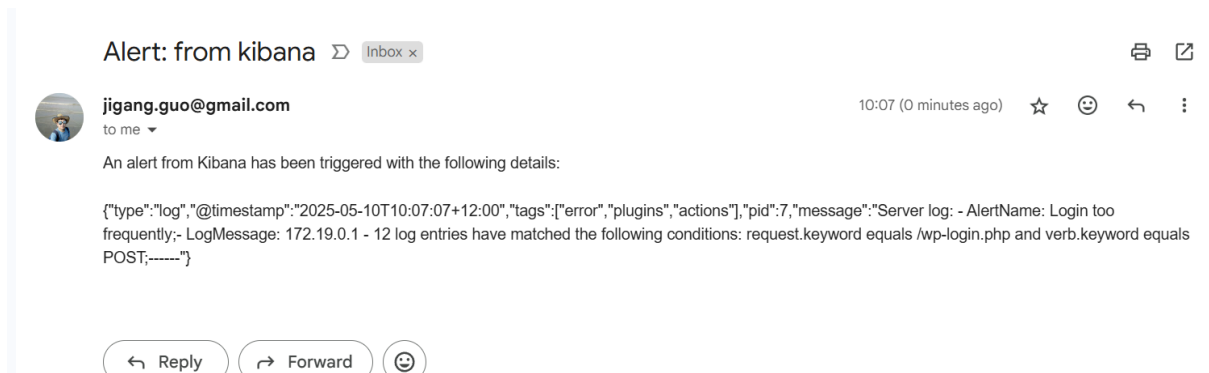 Alert: from kibana Inbox ×
jigang.guo@gmail.com 10:07 (0 minutes ago)
to me
An alert from Kibana has been triggered with the following details:
{"type":"log","@timestamp":"2025-05-10T10:07:07+12:00","tags":["error","plugins","actions"],"pid":7,"message":"Server log: - AlertName: Login too
frequently;- LogMessage: 172.19.0.1 - 12 log entries have matched the following conditions: request.keyword equals /wp-login.php and verb.keyword equals
POST;------"}
Reply Forward